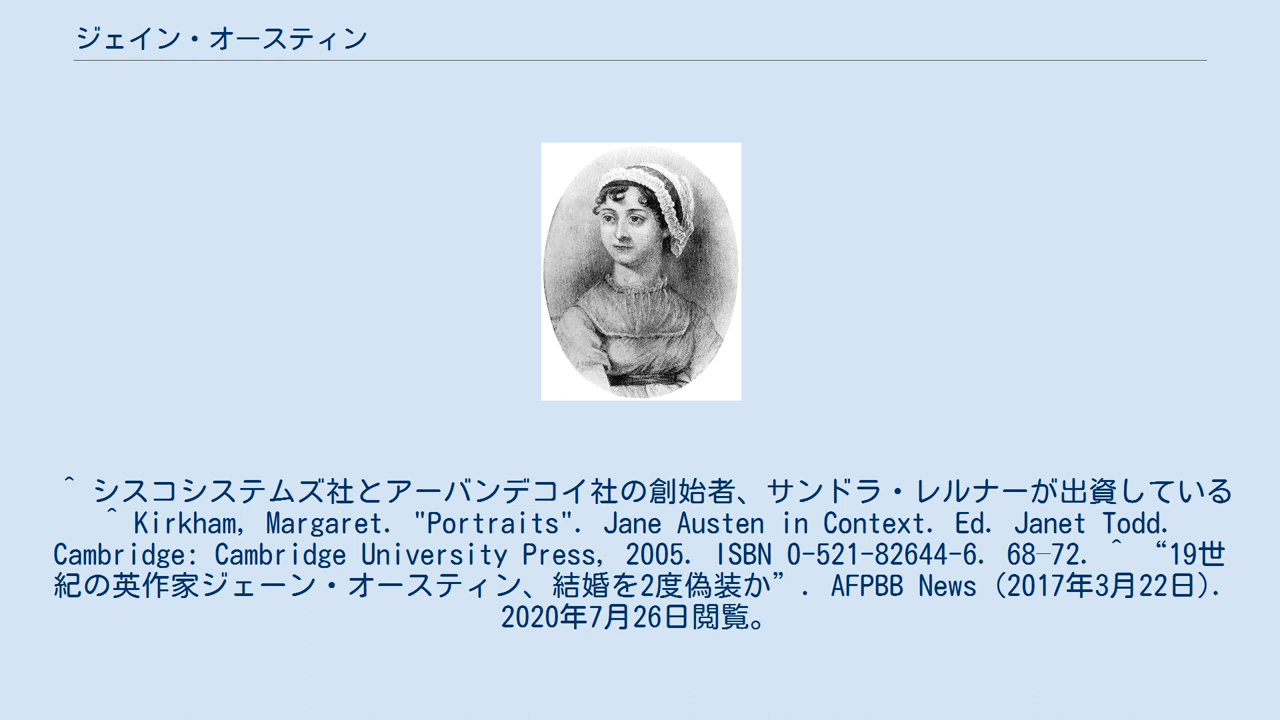 ジェイン・オースティン
^ シスコシステムズ社とアーバンデコイ社の創始者、サンドラ・レルナーが出資している
^ Kirkham, Margaret. "Portraits". Jane Austen in Context. Ed. Janet Todd.
Cambridge: Cambridge University Press, 2005. ISBN 0-521-82644-6. 68–72. ^ “19世
紀の英作家ジェーン・オースティン、結婚を2度偽装か”. AFPBB News (2017年3月22日).
2020年7月26日閲覧。